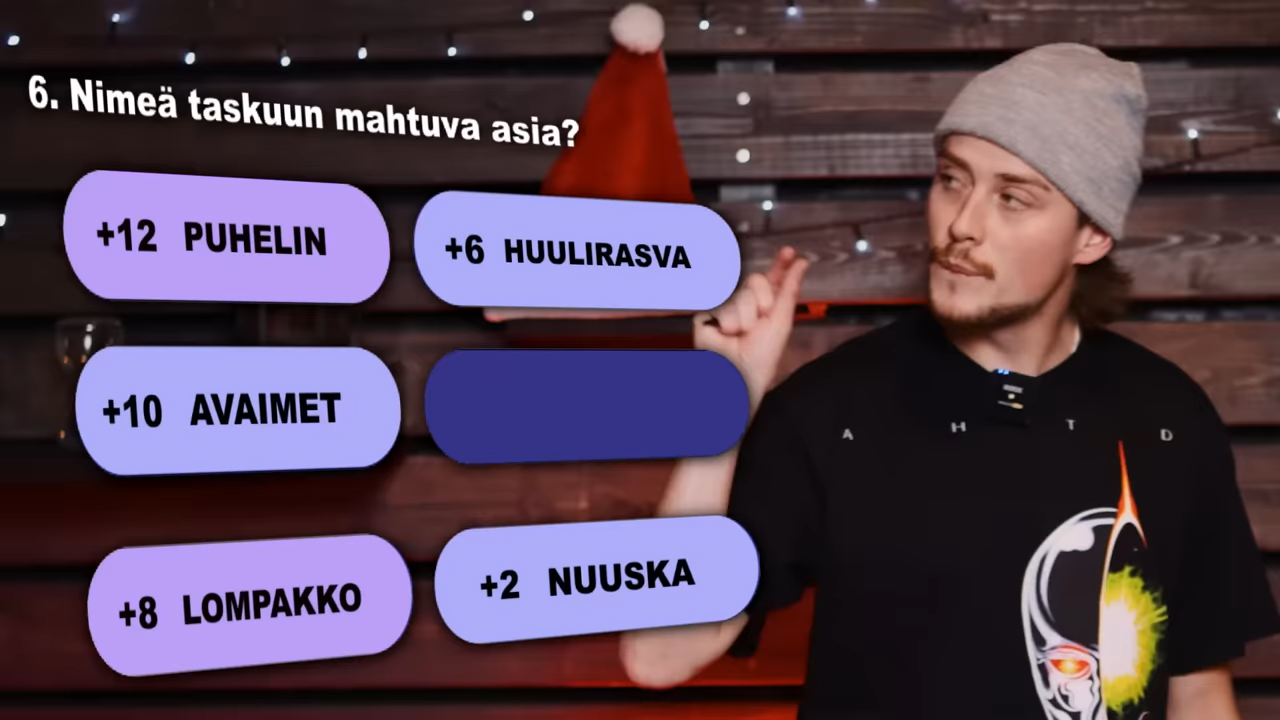 6. Nimeä taskuun mahtuva asia?
+12 PUHELIN
+10 AVAIMET
+8 LOMPAKKO
+6 HUULIRASVA
+2 NUUSKA
A H T D